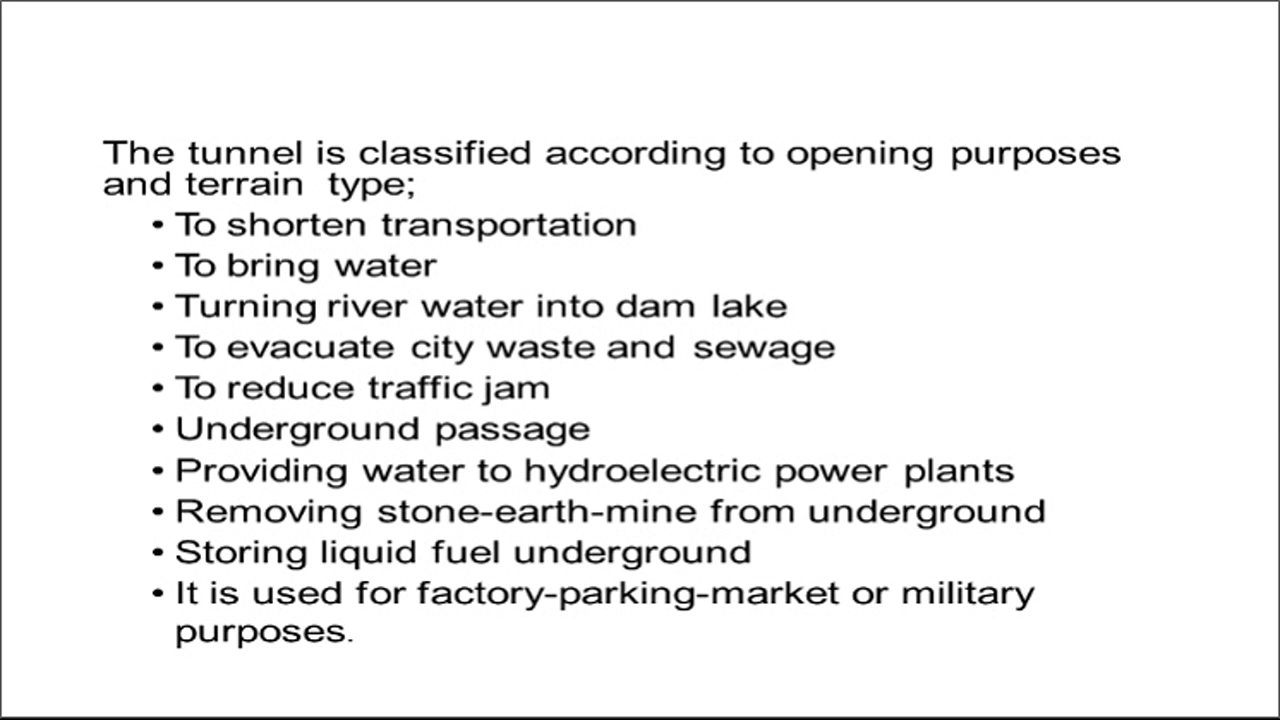 The tunnel is classified according to opening purposes
and terrain type;
• To shorten transportation
• To bring water
• Turning river water into dam lake
• To evacuate city waste and sewage
• To reduce traffic jam
• Underground passage
• Providing water to hydroelectric power plants
• Removing stone-earth-mine from underground
• Storing liquid fuel underground
• It is used for factory-parking-market or military
purposes.